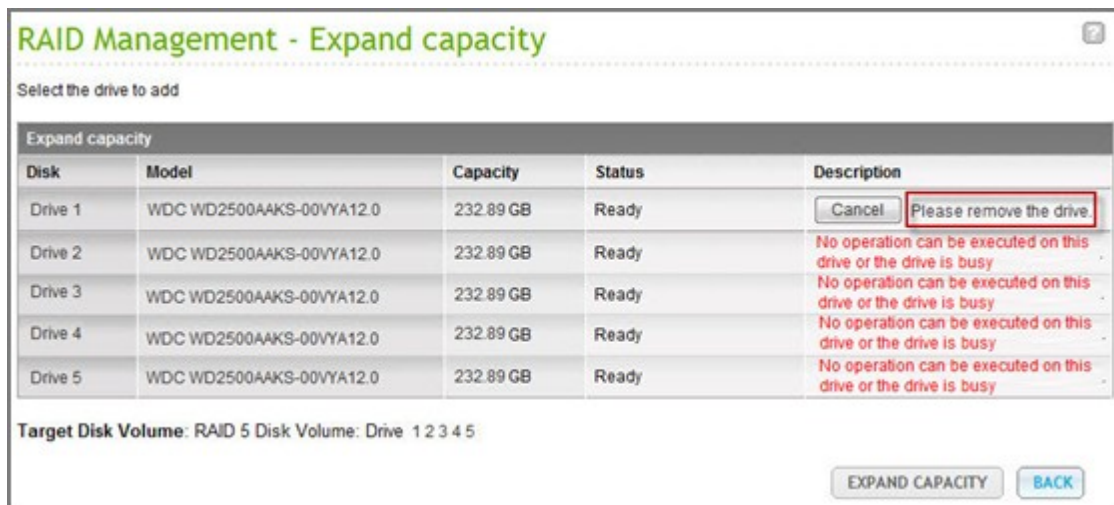 RAID Management - Expand capacity
?
Select the drive to add
Expand capacity
Disk Model Capacity Status Description
Drive 1 WDC WD2500AAKS-00VYA12.0 232.89 GB Ready Cancel Please remove the drive.
Drive 2 WDC WD2500AAKS-00VYA12.0 232.89 GB Ready No operation can be executed on this
drive or the drive is busy
Drive 3 WDC WD2500AAKS-00VYA12.0 232.89 GB Ready No operation can be executed on this
drive or the drive is busy
Drive 4 WDC WD2500AAKS-00VYA12.0 232.89 GB Ready No operation can be executed on this
drive or the drive is busy
Drive 5 WDC WD2500AAKS-00VYA12.0 232.89 GB Ready No operation can be executed on this
drive or the drive is busy
Target Disk Volume: RAID 5 Disk Volume: Drive 1 2 3 4 5
EXPAND CAPACITY BACK